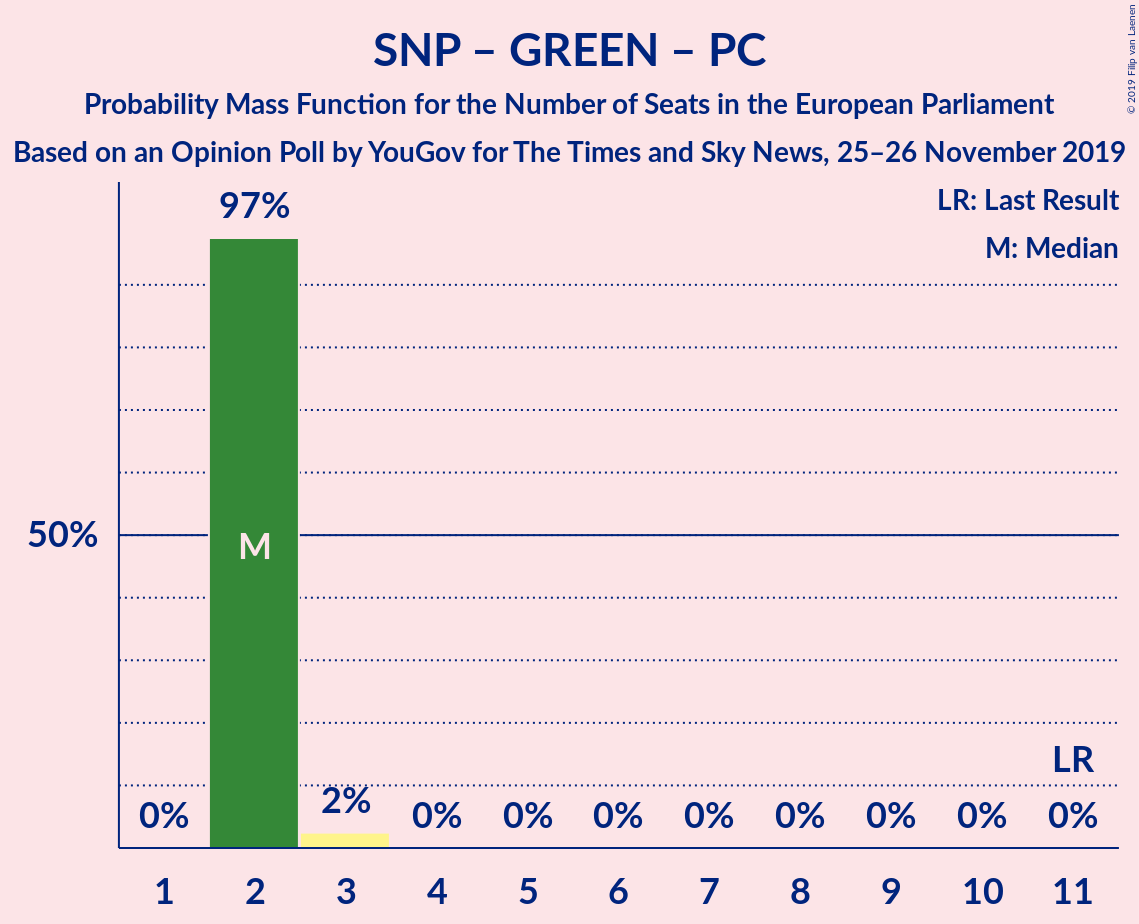 SNP – GREEN – PC
Probability Mass Function for the Number of Seats in the European Parliament
Based on an Opinion Poll by YouGov for The Times and Sky News, 25–26 November 2019
© 2019 Filip van Laenen
LR: Last Result
M: Median
97%
50%
M
LR
0% 2% 0% 0% 0% 0% 0% 0% 0% 0%
1 2 3 4 5 6 7 8 9 10 11